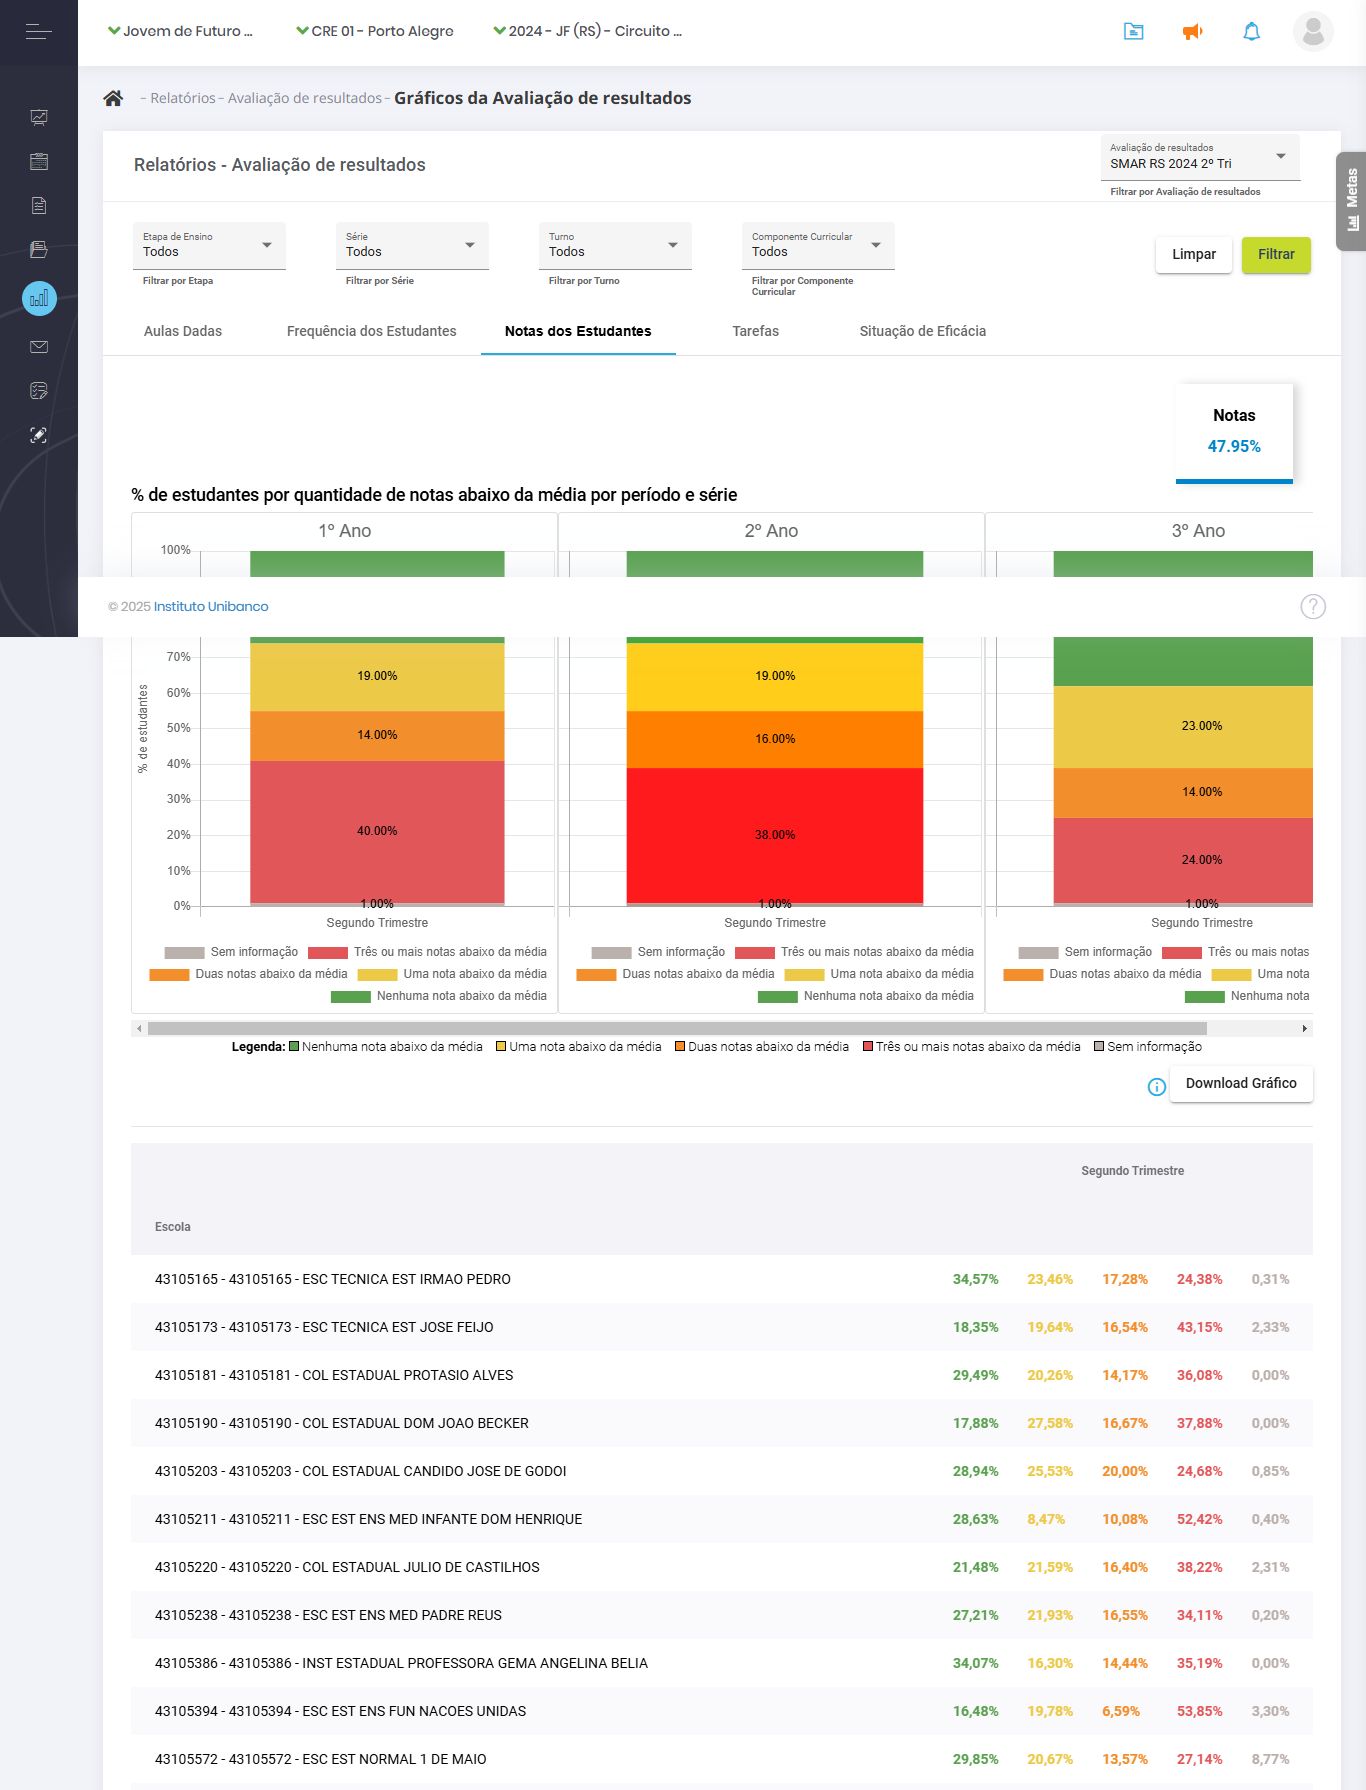 Jovem de Futuro ...
CRE 01 - Porto Alegre
2024 - JF (RS) - Circuito ...
- Relatórios - Avaliação de resultados - Gráficos da Avaliação de resultados
Relatórios - Avaliação de resultados
Avaliação de resultados
SMAR RS 2024 2º Tri
Filtrar por Avaliação de resultados
Metas
Etapa de Ensino
Todos
Filtrar por Etapa
Série
Todos
Filtrar por Série
Turno
Todos
Filtrar por Turno
Componente Curricular
Todos
Filtrar por Componente
Curricular
Limpar
Filtrar
Aulas Dadas
Frequência dos Estudantes
Notas dos Estudantes
Tarefas
Situação de Eficácia
Notas
47.95%
% de estudantes por quantidade de notas abaixo da média por período e série
1º Ano
2º Ano
3º Ano
100%
© 2025 Instituto Unibanco
?
70%
60%
50%
40%
30%
20%
10%
0%
% de estudantes
19.00%
14.00%
40.00%
1.00%
Segundo Trimestre
19.00%
16.00%
38.00%
1.00%
Segundo Trimestre
23.00%
14.00%
24.00%
1.00%
Segundo Trimestre
Sem informação Três ou mais notas abaixo da média
Duas notas abaixo da média Uma nota abaixo da média
Nenhuma nota abaixo da média
Sem informação Três ou mais notas abaixo da média
Duas notas abaixo da média Uma nota abaixo da média
Nenhuma nota abaixo da média
Sem informação Três ou mais notas
Duas notas abaixo da média Uma nota
Nenhuma nota
Legenda: Nenhuma nota abaixo da média Uma nota abaixo da média Duas notas abaixo da média Três ou mais notas abaixo da média Sem informação
Download Gráfico
Segundo Trimestre
Escola
43105165 - 43105165 - ESC TECNICA EST IRMAO PEDRO 34,57% 23,46% 17,28% 24,38% 0,31%
43105173 - 43105173 - ESC TECNICA EST JOSE FEIJO 18,35% 19,64% 16,54% 43,15% 2,33%
43105181 - 43105181 - COL ESTADUAL PROTASIO ALVES 29,49% 20,26% 14,17% 36,08% 0,00%
43105190 - 43105190 - COL ESTADUAL DOM JOAO BECKER 17,88% 27,58% 16,67% 37,88% 0,00%
43105203 - 43105203 - COL ESTADUAL CANDIDO JOSE DE GODOI 28,94% 25,53% 20,00% 24,68% 0,85%
43105211 - 43105211 - ESC EST ENS MED INFANTE DOM HENRIQUE 28,63% 8,47% 10,08% 52,42% 0,40%
43105220 - 43105220 - COL ESTADUAL JULIO DE CASTILHOS 21,48% 21,59% 16,40% 38,22% 2,31%
43105238 - 43105238 - ESC EST ENS MED PADRE REUS 27,21% 21,93% 16,55% 34,11% 0,20%
43105386 - 43105386 - INST ESTADUAL PROFESSORA GEMA ANGELINA BELIA 34,07% 16,30% 14,44% 35,19% 0,00%
43105394 - 43105394 - ESC EST ENS FUN NACOES UNIDAS 16,48% 19,78% 6,59% 53,85% 3,30%
43105572 - 43105572 - ESC EST NORMAL 1 DE MAIO 29,85% 20,67% 13,57% 27,14% 8,77%